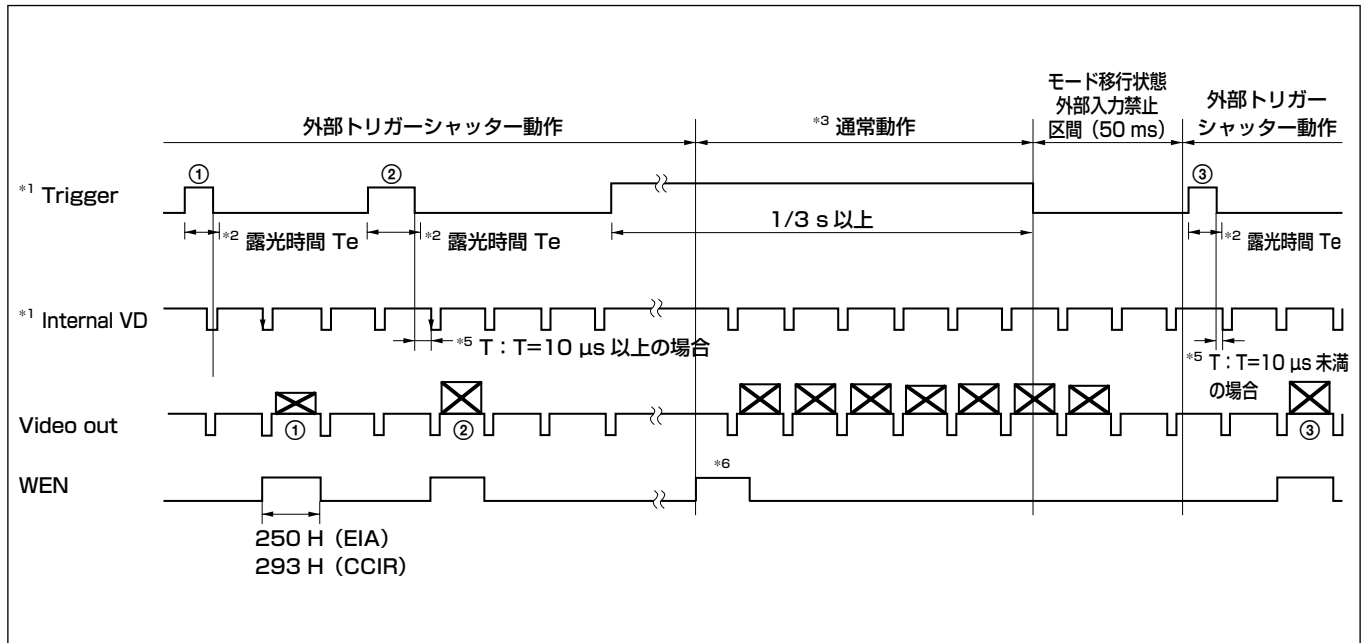 モード移行状態
外部入力禁止
区間（50 ms）
外部トリガー
シャッター動作
外部トリガーシャッター動作
*3 通常動作
*1 Trigger
①
②
③
*2 露光時間 Te
*2 露光時間 Te
1/3 s 以上
*2 露光時間 Te
*1 Internal VD
*5 T：T=10 µs 以上の場合
*5 T：T=10 µs 未満
の場合
Video out
①
②
③
WEN
*6
250 H（EIA）
293 H（CCIR）